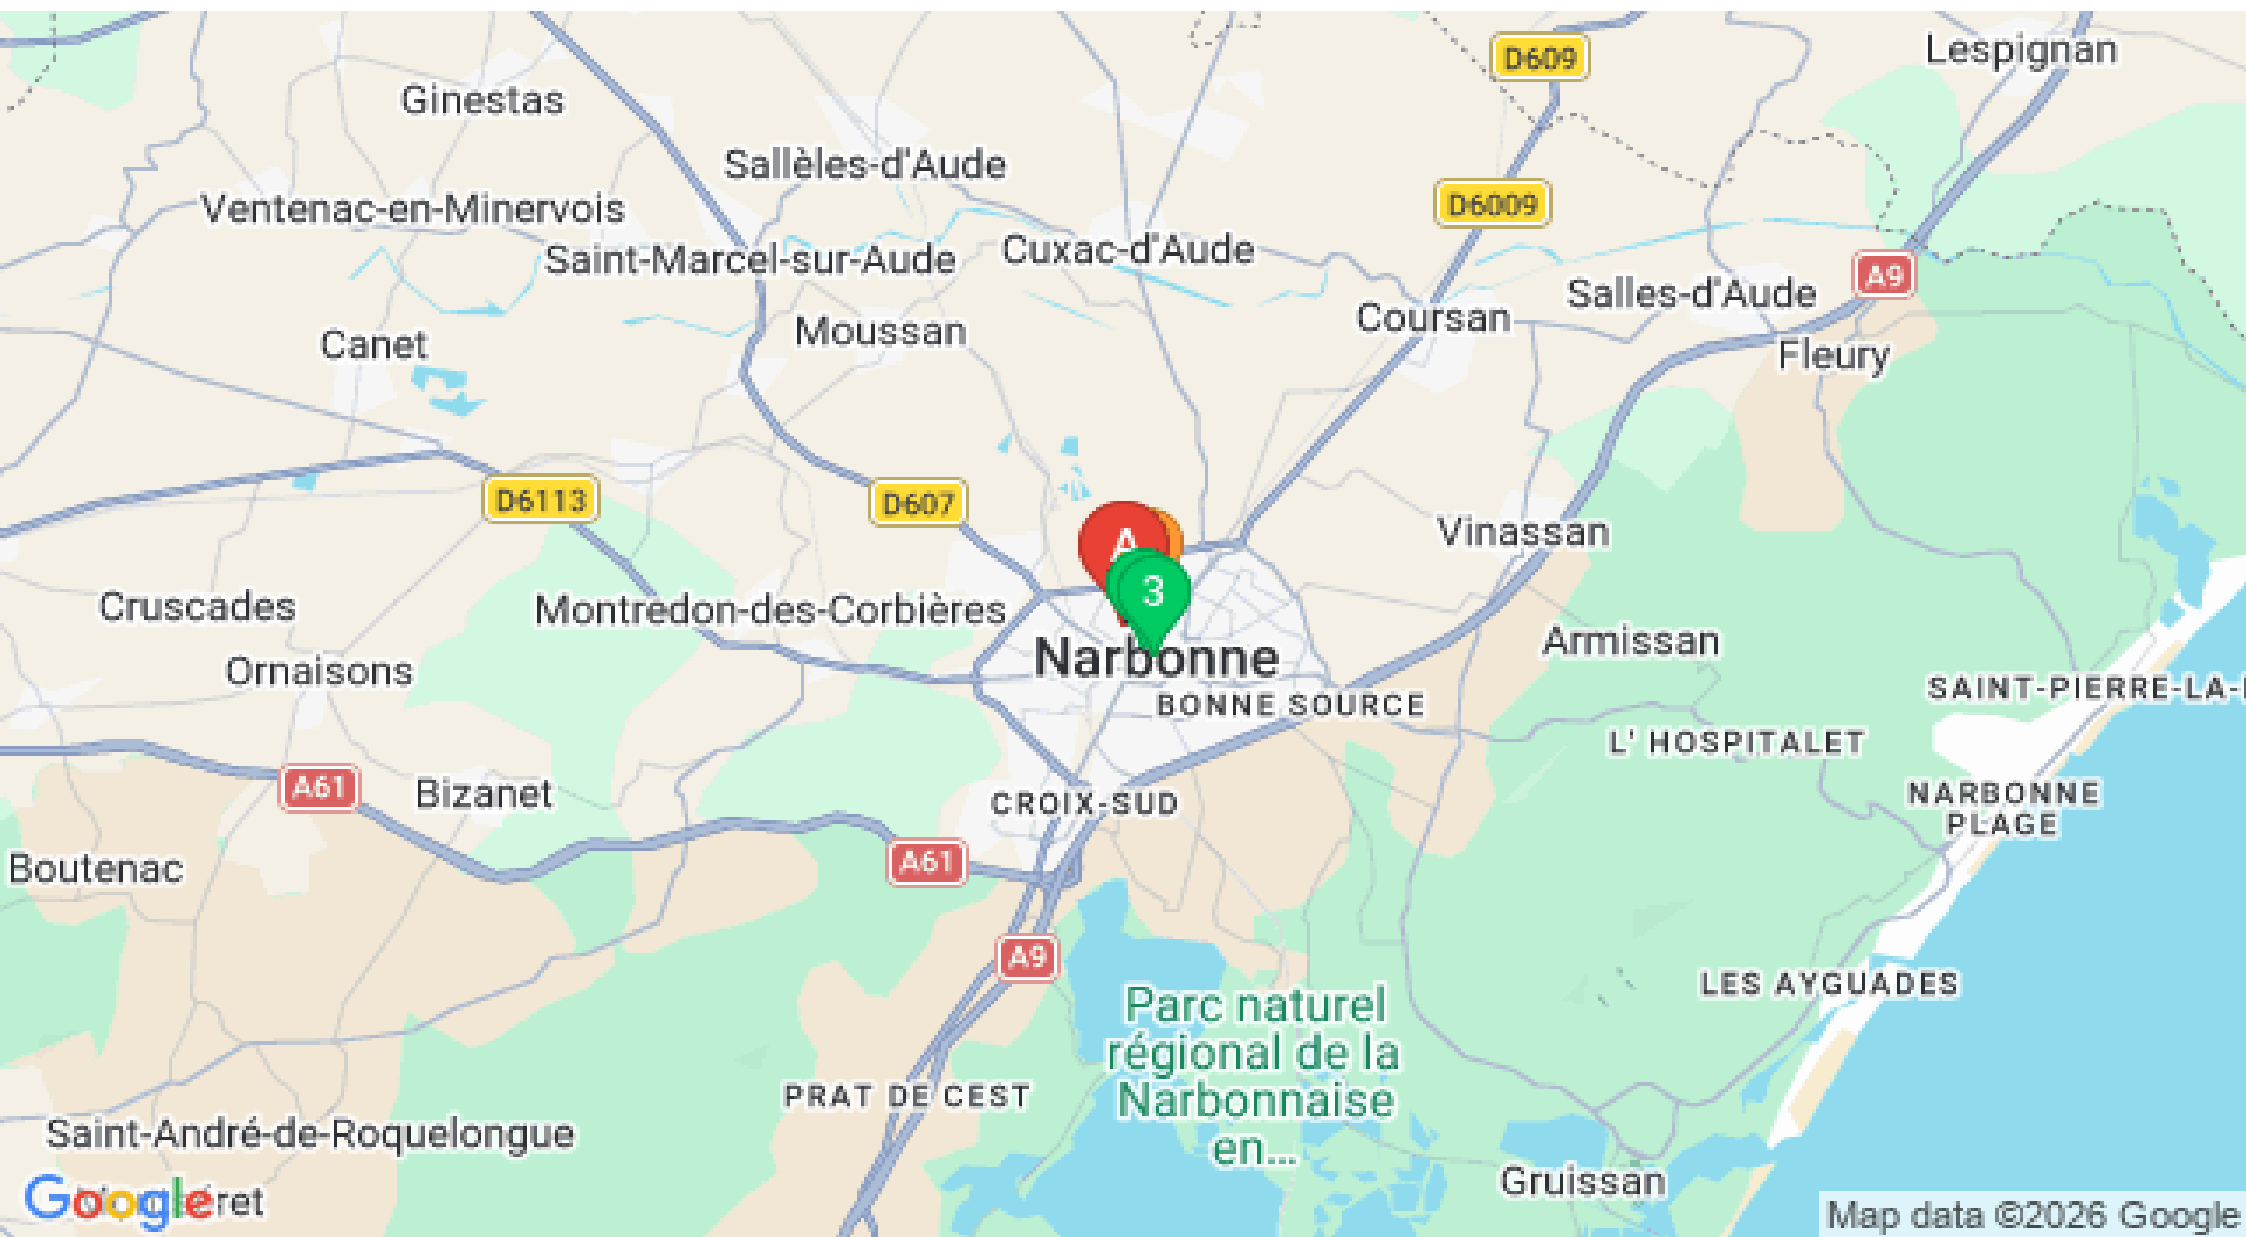 D609
Lespignan
Ginestas
Sallèles-d'Aude
Ventenac-en-Minervois
D6009
Saint-Marcel-sur-Aude
Cuxac-d'Aude
A9
Salles-d'Aude
Coursan
Moussan
Canet
Fleury
D6113
D607
Vinassan
A
3
Cruscades
Montredon-des-Corbières
Armissan
Narbonne
Ornaisons
SAINT-PIERRE-LA-
BONNE SOURCE
L' HOSPITALET
A61
Bizanet
CROIX-SUD
NARBONNE
PLAGE
Boutenac
A61
A9
LES AYGUADES
Parc naturel
régional de la
Narbonnaise
en...
PRAT DE CEST
Saint-André-de-Roquelongue
Gruissan
Google
Map data ©2026 Google